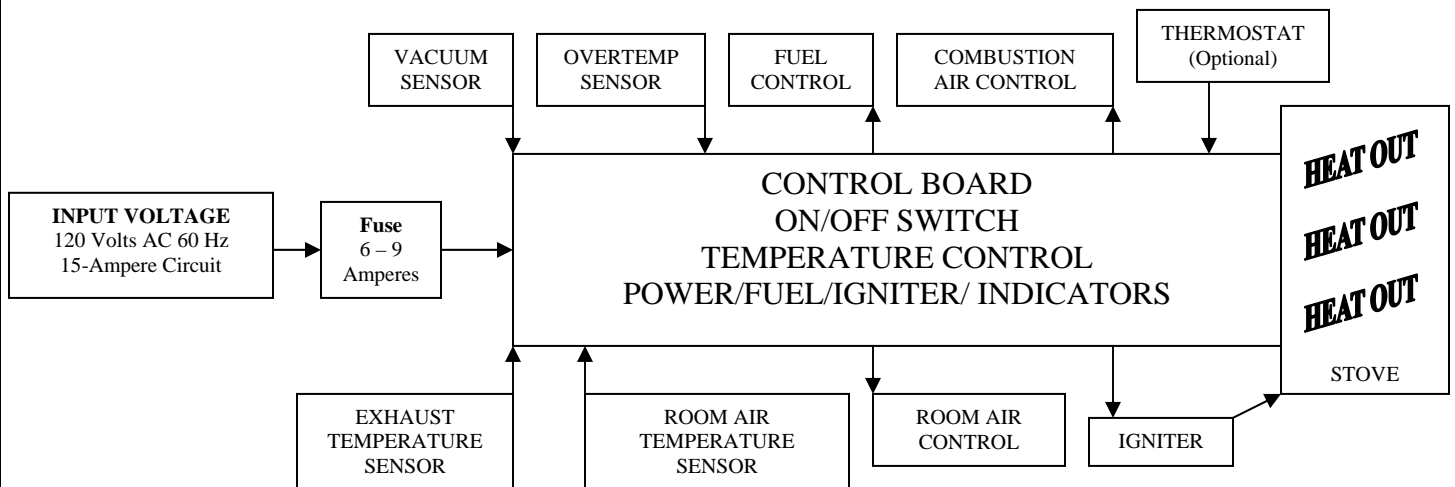 VACUUM
SENSOR
OVERTEMP
SENSOR
FUEL
CONTROL
COMBUSTION
AIR CONTROL
THERMOSTAT
(Optional)
INPUT VOLTAGE
120 Volts AC 60 Hz
15-Ampere Circuit
Fuse
6 – 9
Amperes
CONTROL BOARD
ON/OFF SWITCH
TEMPERATURE CONTROL
POWER/FUEL/IGNITER/ INDICATORS
HEAT OUT
HEAT OUT
HEAT OUT
STOVE
EXHAUST
TEMPERATURE
SENSOR
ROOM AIR
TEMPERATURE
SENSOR
ROOM AIR
CONTROL
IGNITER